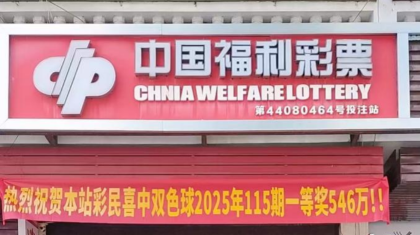 中国福利彩票
CHNIA WELFARE LOTTERY
第44080464号投注站
热烈祝贺本站彩民喜中双色球2025年115期一等奖546万!!